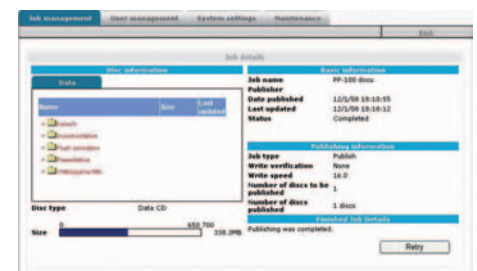 Job management User management System settings Maintenance
Back
Job details
Disc information
Data
Name Size Last updated
Disc type Data CD
0 650 700
Size 338.2MB
Basic information
Job name PP-100 docu
Publisher
Date published 12/1/08 18:10:55
Last updated 12/1/08 18:18:12
Status Completed
Publishing information
Job type Publish
Write verification None
Write speed 16.0
Number of discs to be published 1
Number of discs published 1 discs
Finished Job Details
Publishing was completed.
Retry